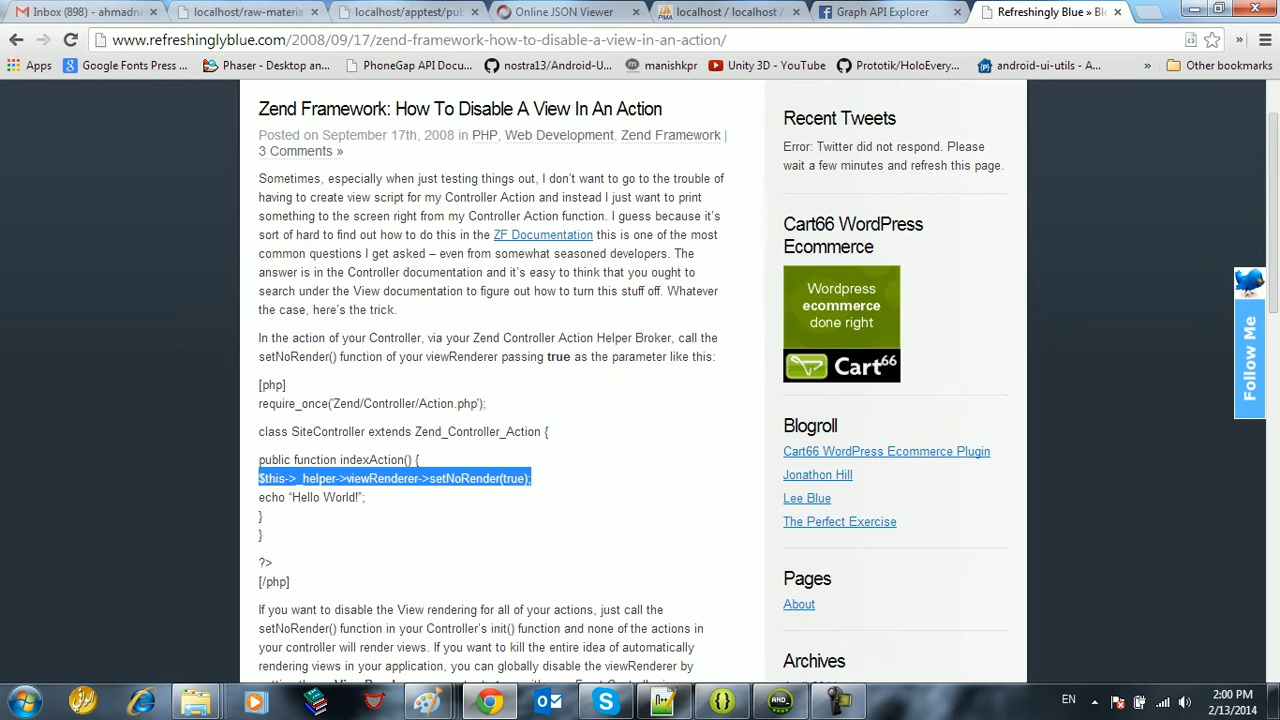 Inbox (898) - ahmadna
localhost/raw-materia
localhost/apptest/pub
Online JSON Viewer
localhost / localhost /
Graph API Explorer
Refreshingly Blue » Blo
www.refreshinglyblue.com/2008/09/17/zend-framework-how-to-disable-a-view-in-an-action/
Apps
Google Fonts Press ...
Phaser - Desktop an...
PhoneGap API Docu...
nostra13/Android-U...
manishkpr
Unity 3D - YouTube
Prototik/HoloEvery...
android-ui-utils - A...
»
Other bookmarks
Zend Framework: How To Disable A View In An Action
Posted on September 17th, 2008 in PHP, Web Development, Zend Framework |
3 Comments »
Sometimes, especially when just testing things out, I don’t want to go to the trouble of
having to create view script for my Controller Action and instead I just want to print
something to the screen right from my Controller Action function. I guess because it’s
sort of hard to find out how to do this in the ZF Documentation this is one of the most
common questions I get asked – even from somewhat seasoned developers. The
answer is in the Controller documentation and it’s easy to think that you ought to
search under the View documentation to figure out how to turn this stuff off. Whatever
the case, here’s the trick.
In the action of your Controller, via your Zend Controller Action Helper Broker, call the
setNoRender() function of your viewRenderer passing true as the parameter like this:
[php]
require_once('Zend/Controller/Action.php');
class SiteController extends Zend_Controller_Action {
public function indexAction() {
$this->_helper->viewRenderer->setNoRender(true);
echo “Hello World!”;
}
}
?>
[/php]
If you want to disable the View rendering for all of your actions, just call the
setNoRender() function in your Controller’s init() function and none of the actions in
your controller will render views. If you want to kill the entire idea of automatically
rendering views in your application, you can globally disable the viewRenderer by
Recent Tweets
Error: Twitter did not respond. Please
wait a few minutes and refresh this page.
Cart66 WordPress
Ecommerce
Wordpress
ecommerce
done right
Cart66
Blogroll
Cart66 WordPress Ecommerce Plugin
Jonathon Hill
Lee Blue
The Perfect Exercise
Pages
About
Archives
Follow Me
EN
2:00 PM
2/13/2014